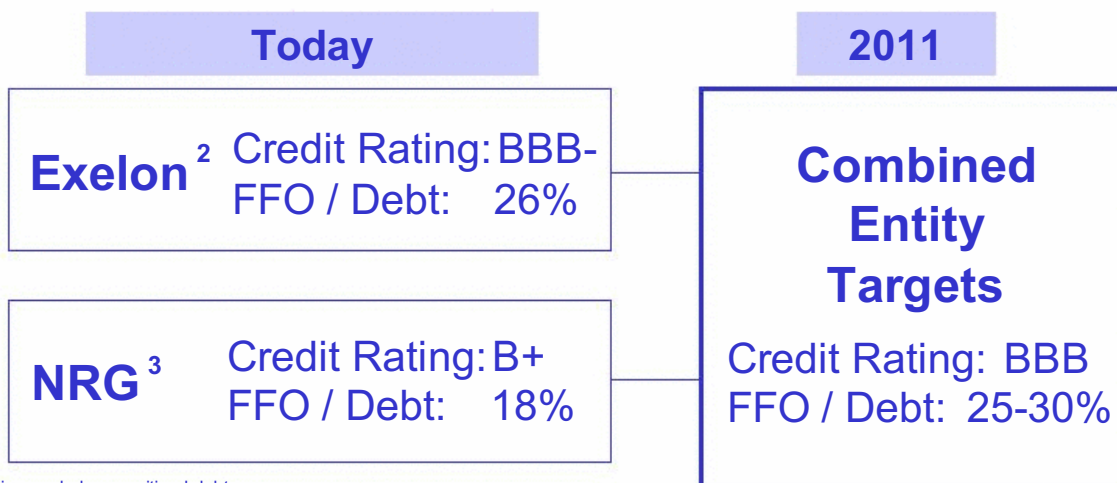 Today
2011
Exelon 2
Credit Rating: BBB-
FFO / Debt: 26%
NRG 3
Credit Rating: B+
FFO / Debt: 18%
Combined
Entity
Targets
Credit Rating: BBB
FFO / Debt: 25-30%